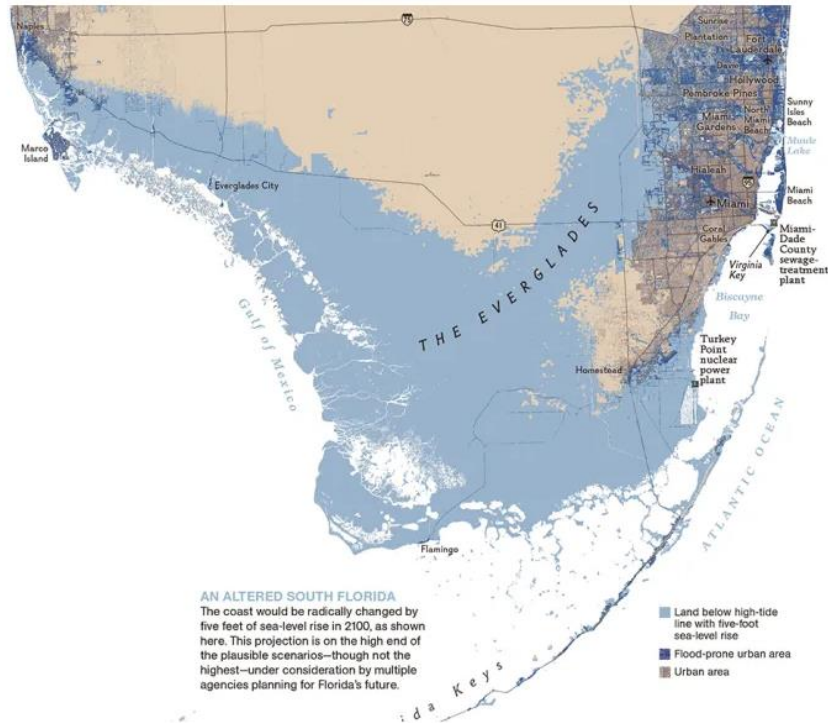 Naples
75
Sunrise
Plantation
Fort
Lauderdale
Davie
Hollywood
Pembroke Pines
Miami
Gardens
North
Miami
Beach
Sunny
Isles
Beach
Maule
Lake
Marco
Island
Everglades City
Hialeah
95
Miami
Miami
Beach
41
Coral
Gables
Miami-
Dade
County
sewage-
treatment
plant
Virginia
Key
THE EVERGLADES
Biscayne
Bay
Gulf of Mexico
Turkey
Point
nuclear
power
plant
Homestead
ATLANTIC OCEAN
Flamingo
AN ALTERED SOUTH FLORIDA
The coast would be radically changed by
five feet of sea-level rise in 2100, as shown
here. This projection is on the high end of
the plausible scenarios—though not the
highest—under consideration by multiple
agencies planning for Florida's future.
ida Keys
Land below high-tide
line with five-foot
sea-level rise
Flood-prone urban area
Urban area